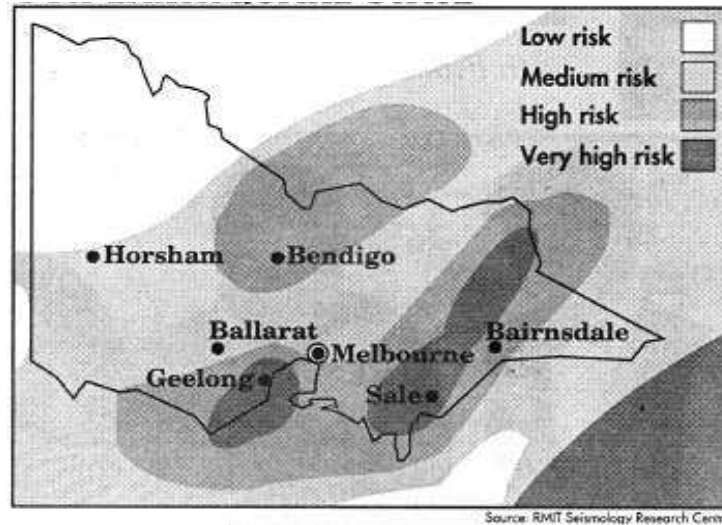 Low risk
Medium risk
High risk
Very high risk
Horsham
Bendigo
Ballarat
Melbourne
Bairnsdale
Geelong
Sale
Source: RMIT Seismology Research